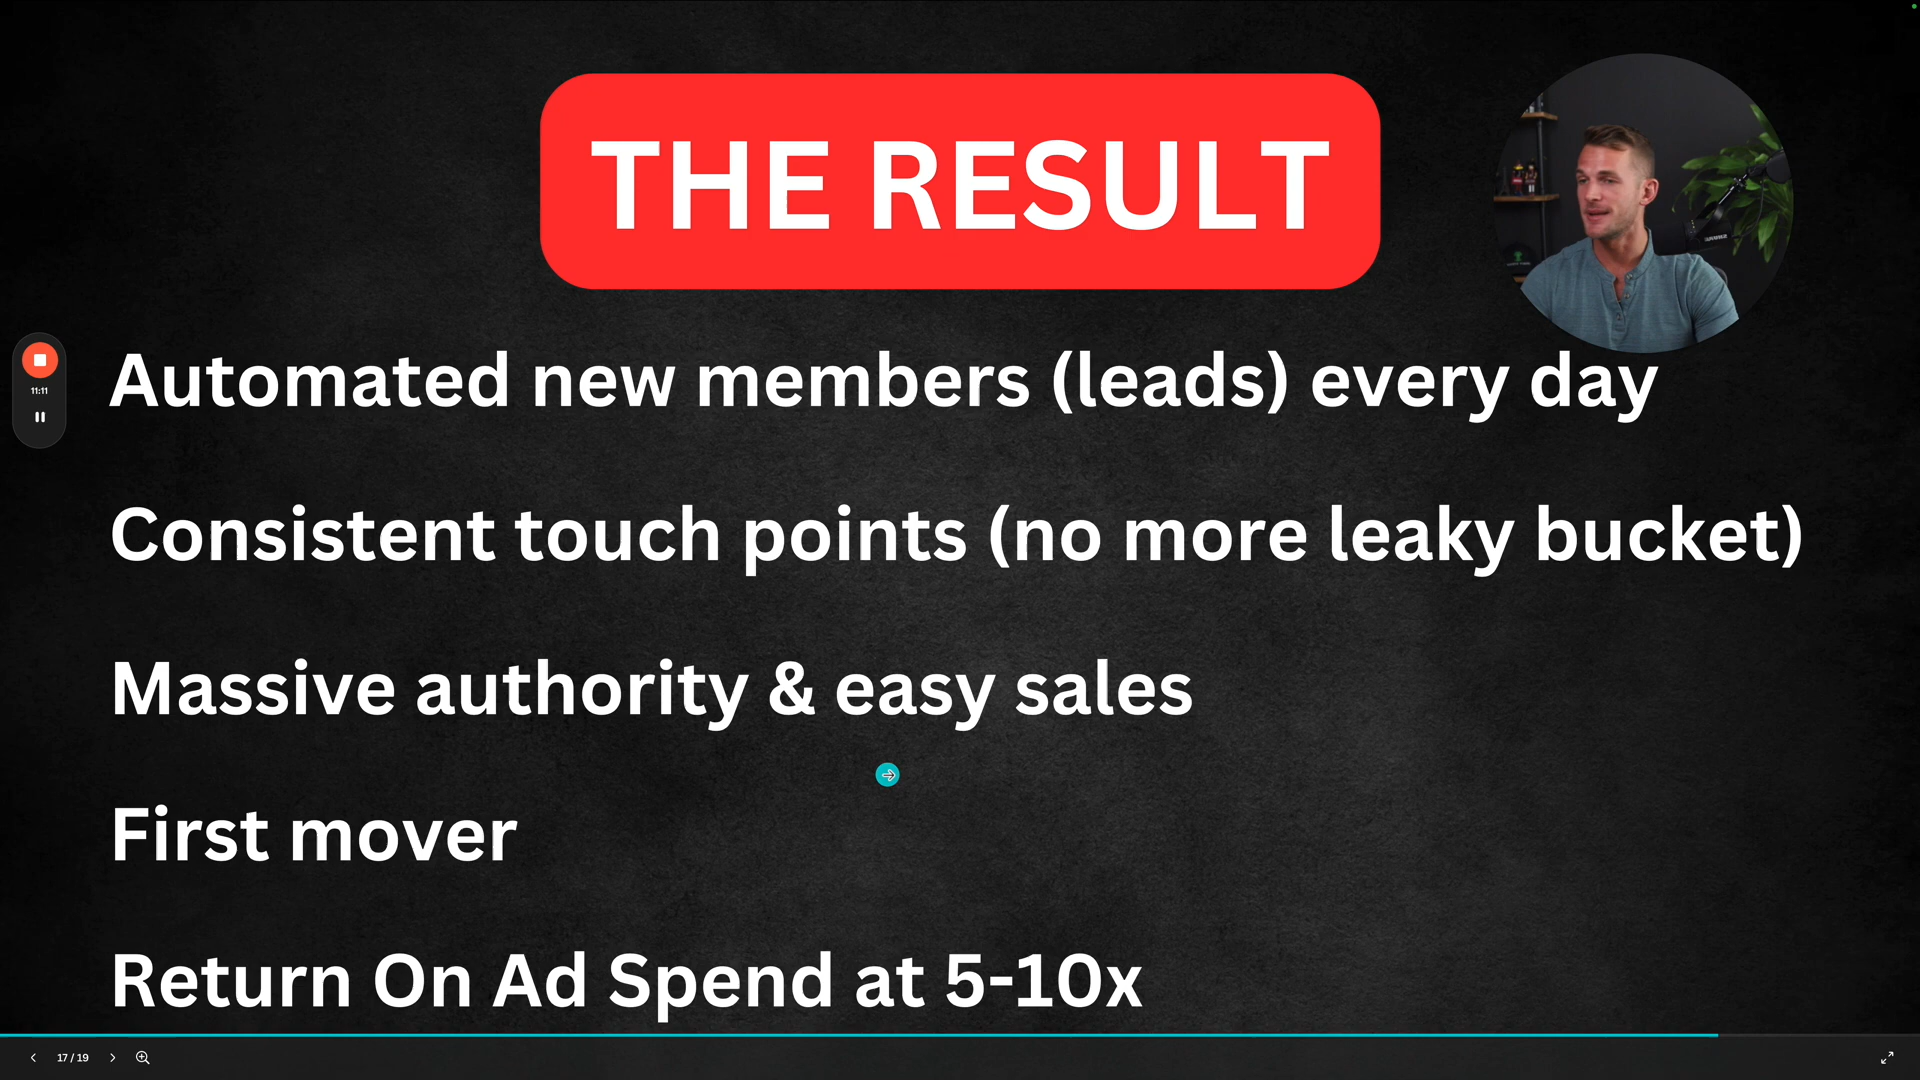 THE RESULT
Automated new members (leads) every day
Consistent touch points (no more leaky bucket)
Massive authority & easy sales
First mover
Return On Ad Spend at 5-10x
11:11
17 / 19